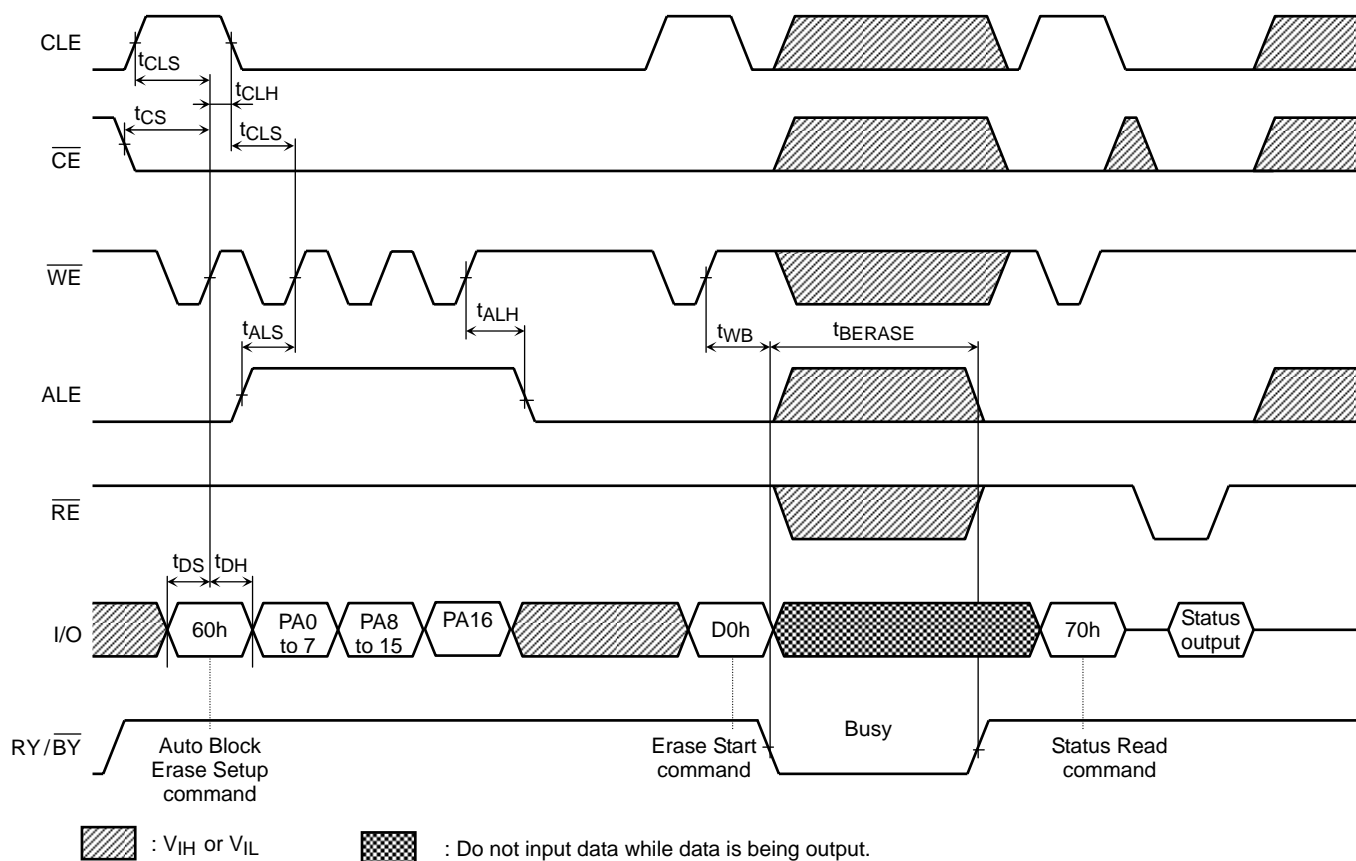 CLE
tCLS
tCLH
tCS
tCLS
CE
WE
tALS
tALH
tWB
tBERASE
ALE
RE
tDS
tDH
I/O
60h
PA0
to 7
PA8
to 15
PA16
D0h
70h
Status
output
RY/BY
Busy
Auto Block
Erase Setup
command
Erase Start
command
Status Read
command
: VIH or VIL
: Do not input data while data is being output.